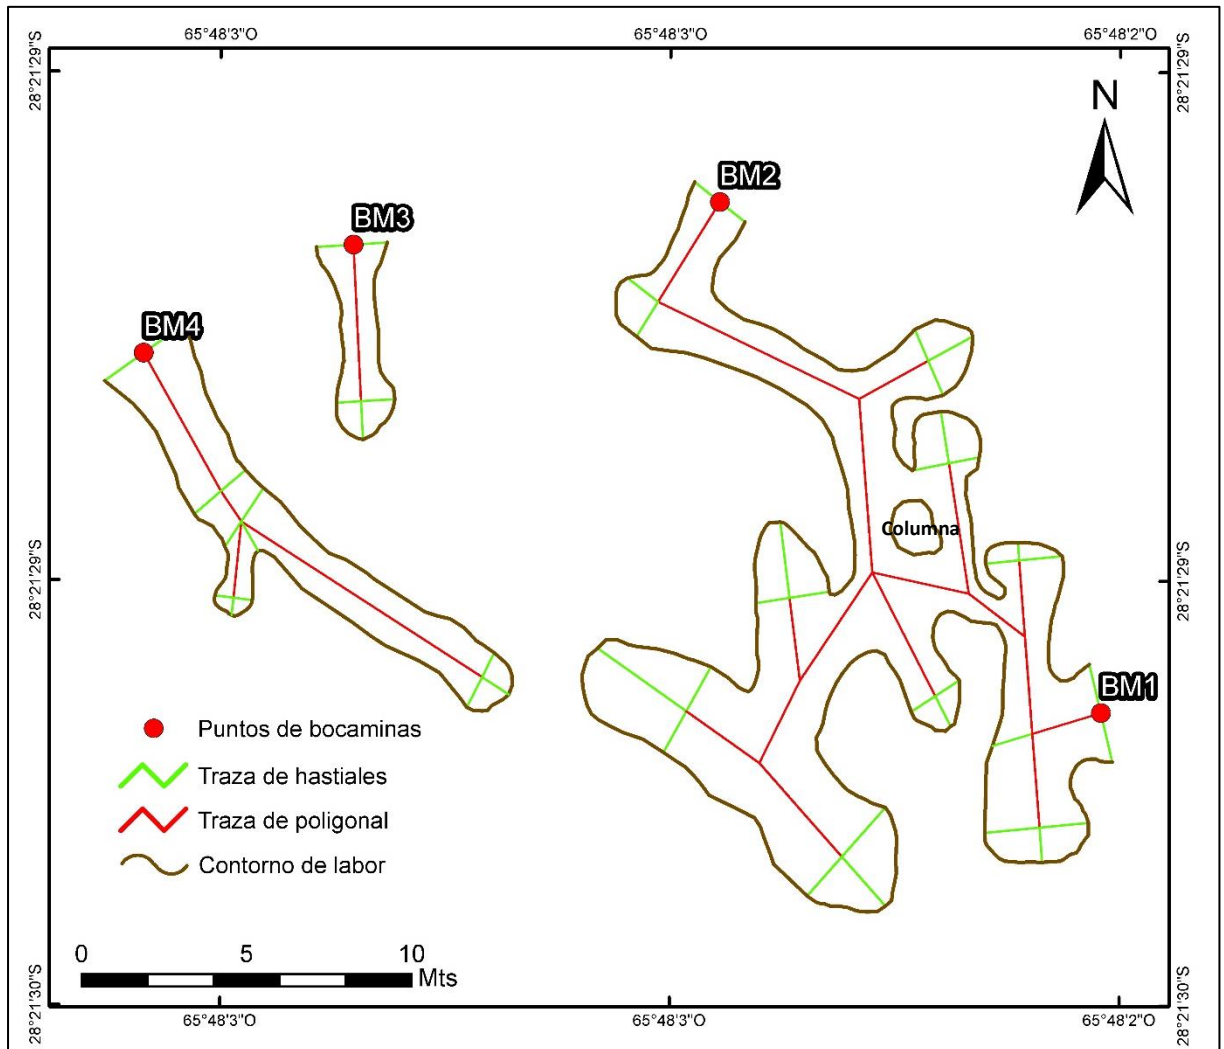 65°48'3"O 65°48'3"O 65°48'2"O
28°21'29"S 28°21'29"S
N
BM2
BM3
BM4
Columna
28°21'29"S 28°21'29"S
BM1
Puntos de bocaminas
Traza de hastiales
Traza de poligonal
Contorno de labor
0 5 10
Mts
28°21'30"S 28°21'30"S
65°48'3"O 65°48'3"O 65°48'2"O